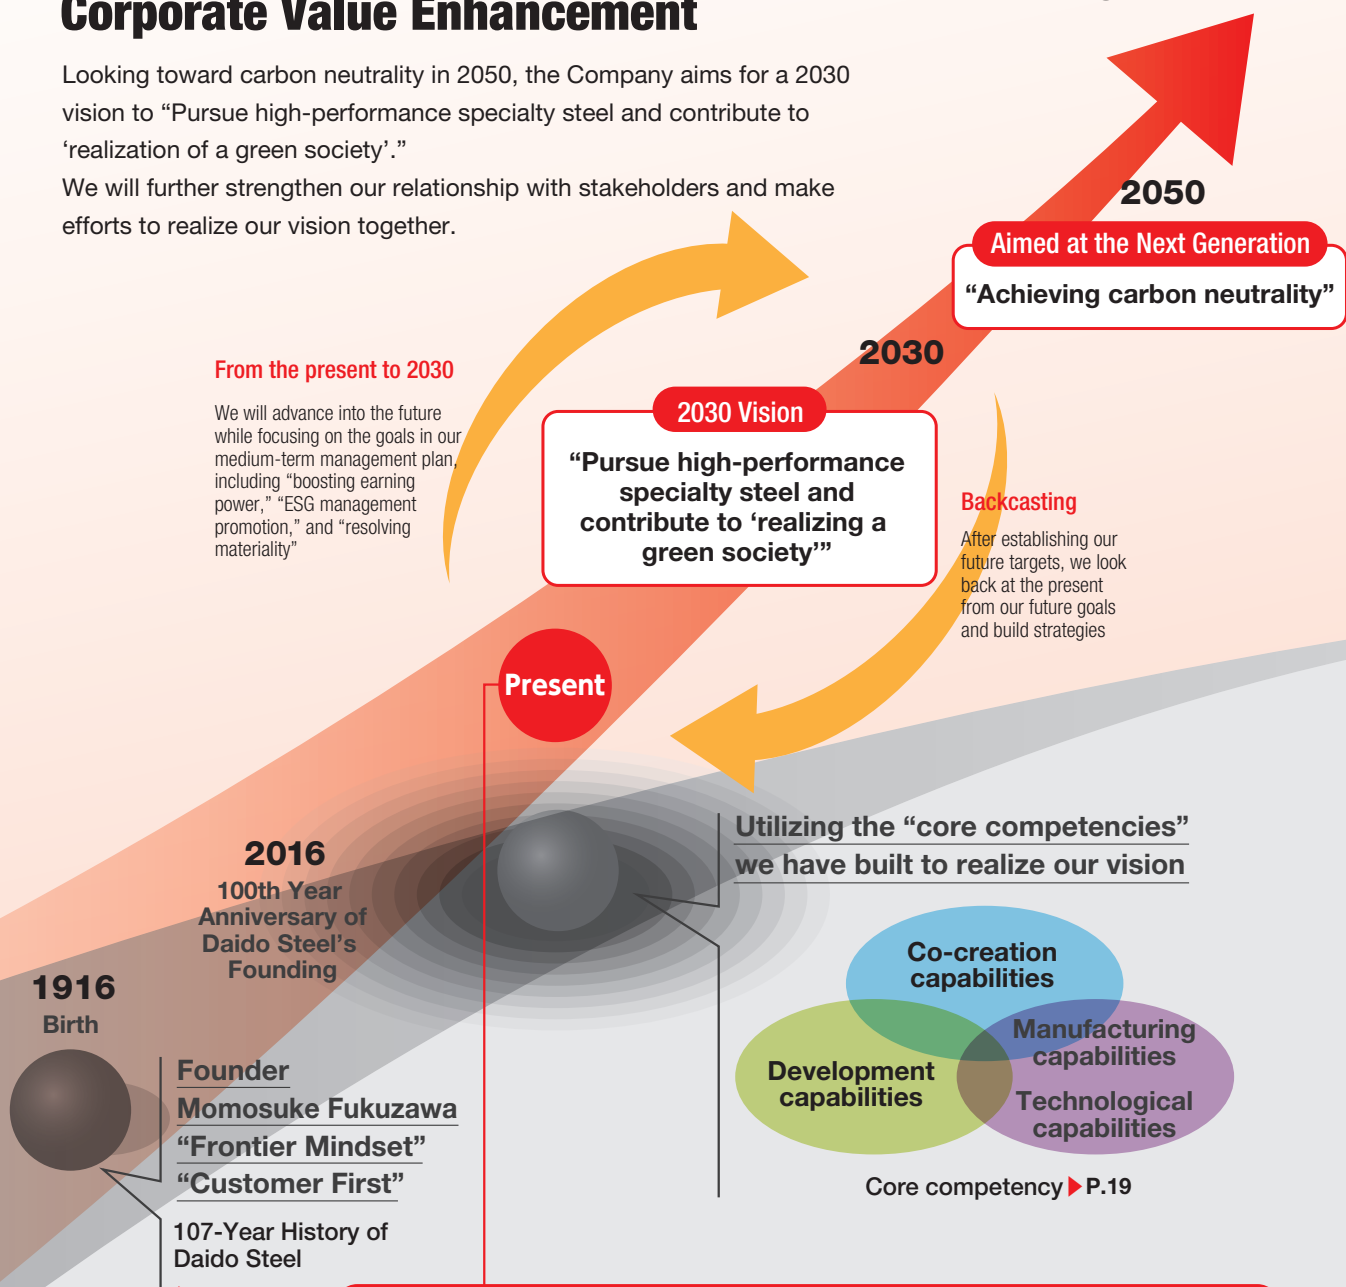 Corporate Value Enhancement
Looking toward carbon neutrality in 2050, the Company aims for a 2030
vision to “Pursue high-performance specialty steel and contribute to
‘realization of a green society’.”
We will further strengthen our relationship with stakeholders and make
efforts to realize our vision together.
2050
Aimed at the Next Generation
“Achieving carbon neutrality”
2030
From the present to 2030
We will advance into the future
while focusing on the goals in our
medium-term management plan,
including “boosting earning
power,” “ESG management
promotion,” and “resolving
materiality”
2030 Vision
“Pursue high-performance
specialty steel and
contribute to ‘realizing a
green society’”
Backcasting
After establishing our
future targets, we look
back at the present
from our future goals
and build strategies
Present
Utilizing the “core competencies”
we have built to realize our vision
2016
100th Year
Anniversary of
Daido Steel’s
Founding
Co-creation
capabilities
Development
capabilities
Manufacturing
capabilities
Technological
capabilities
Core competency P.19
1916
Birth
Founder
Momosuke Fukuzawa
“Frontier Mindset”
“Customer First”
107-Year History of
Daido Steel